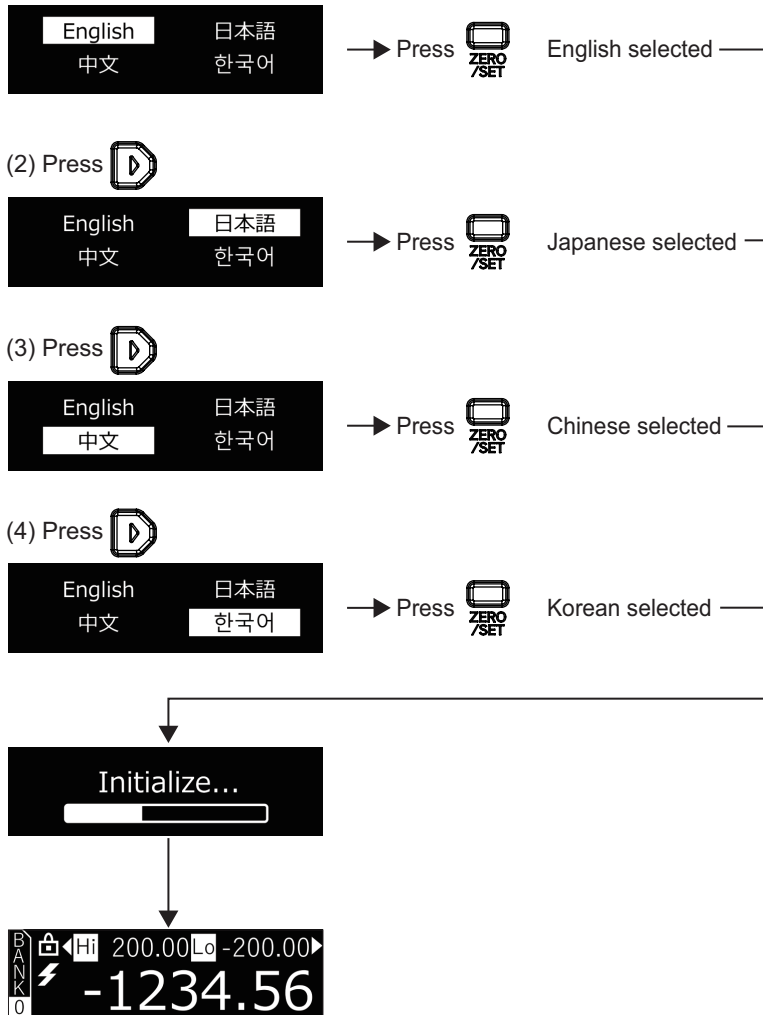 English 日本語
中文 한국어
Press ZERO /SET English selected
(2) Press
English 日本語
中文 한국어
Press ZERO /SET Japanese selected
(3) Press
English 日本語
中文 한국어
Press ZERO /SET Chinese selected
(4) Press
English 日本語
中文 한국어
Press ZERO /SET Korean selected
Initialize...
BANK 0
Hi 200.00 Lo -200.00
-1234.56